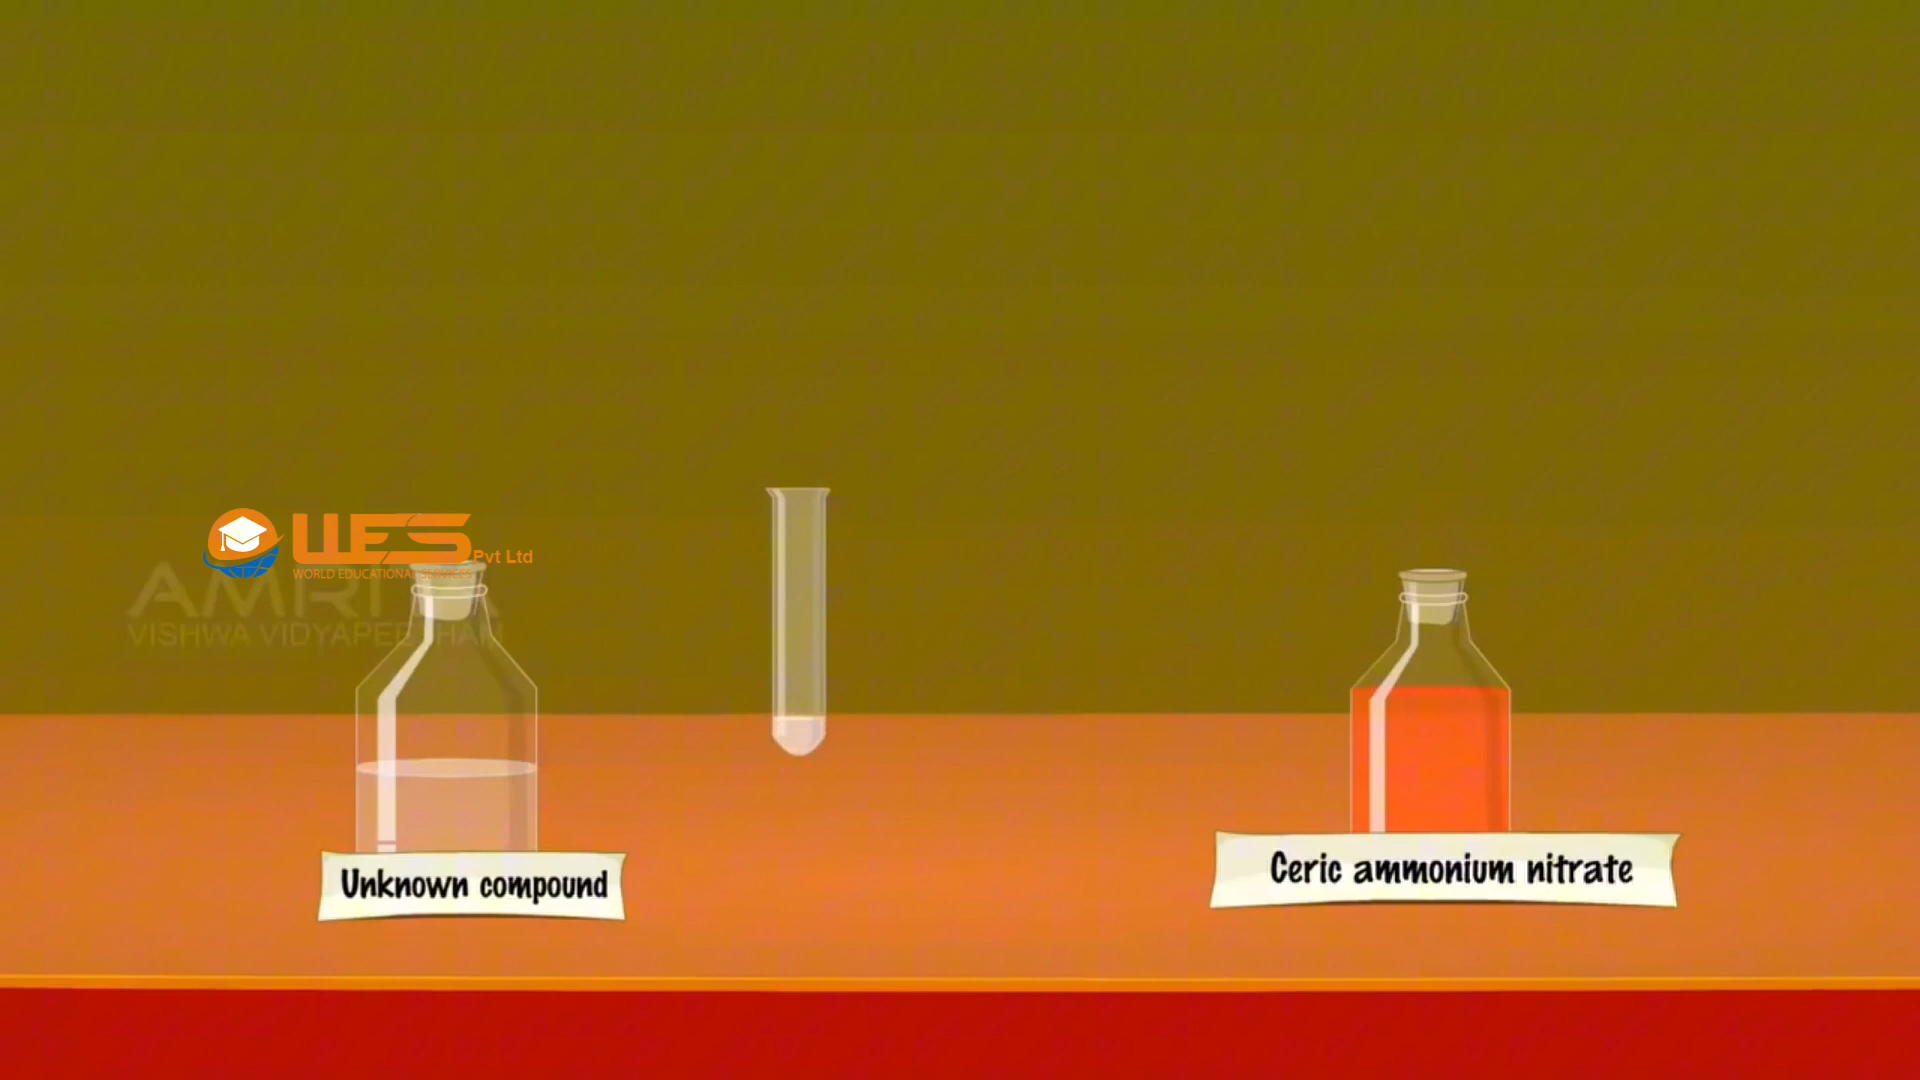 WES Pvt Ltd
WORLD EDUCATIONAL SERVICES
AMRITA
VISHWA VIDYAPEETHAM
Ceric ammonium nitrate
Unknown compound